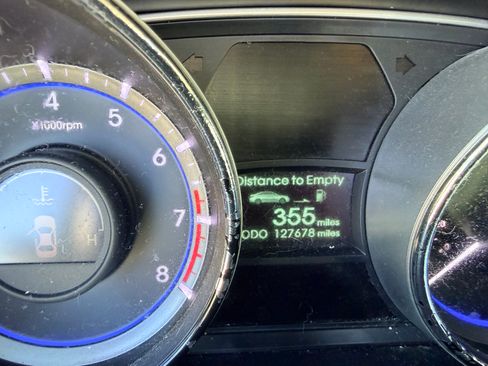 4
5
x1000rpm
6
7
8
H
Distance to Empty
355 miles
ODO 127678 miles